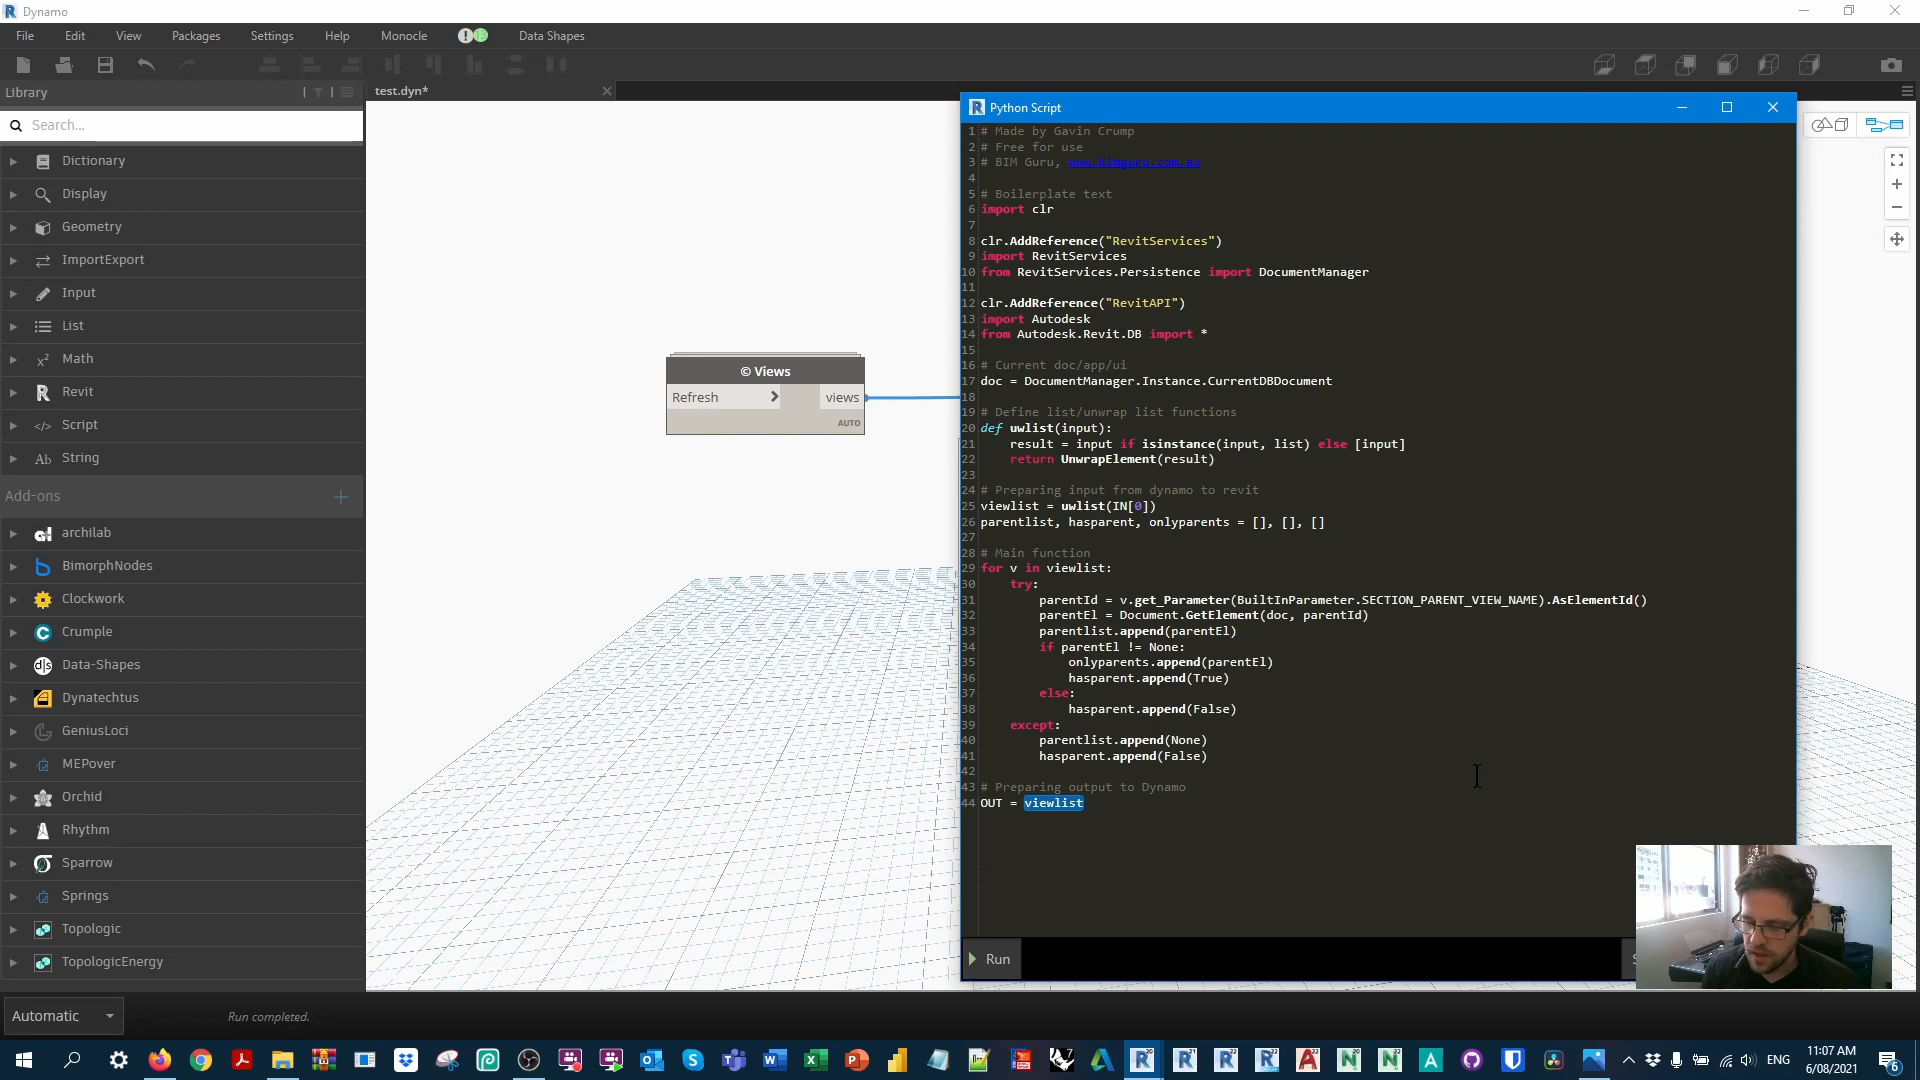 Dynamo
File Edit View Packages Settings Help Monocle Data Shapes
Library
test.dyn*
Search...
Dictionary
Display
Geometry
ImportExport
Input
List
Math
Revit
Script
String
Add-ons
archilab
BimorphNodes
Clockwork
Crumple
Data-Shapes
Dynatechtus
GeniusLoci
MEPover
Orchid
Rhythm
Sparrow
Springs
Topologic
TopologicEnergy
© Views
Refresh > views
AUTO
Python Script
1 # Made by Gavin Crump
2 # Free for use
3 # BIM Guru, www.bimguru.com.au
4
5 # Boilerplate text
6 import clr
7
8 clr.AddReference("RevitServices")
9 import RevitServices
10 from RevitServices.Persistence import DocumentManager
11
12 clr.AddReference("RevitAPI")
13 import Autodesk
14 from Autodesk.Revit.DB import *
15
16 # Current doc/app/ui
17 doc = DocumentManager.Instance.CurrentDBDocument
18
19 # Define list/unwrap list functions
20 def uwlist(input):
21     result = input if isinstance(input, list) else [input]
22     return UnwrapElement(result)
23
24 # Preparing input from dynamo to revit
25 viewlist = uwlist(IN[0])
26 parentlist, hasparent, onlyparents = [], [], []
27
28 # Main function
29 for v in viewlist:
30     try:
31         parentId = v.get_Parameter(BuiltInParameter.SECTION_PARENT_VIEW_NAME).AsElementId()
32         parentEl = Document.GetElement(doc, parentId)
33         parentlist.append(parentEl)
34         if parentEl != None:
35             onlyparents.append(parentEl)
36             hasparent.append(True)
37         else:
38             hasparent.append(False)
39     except:
40         parentlist.append(None)
41         hasparent.append(False)
42
43 # Preparing output to Dynamo
44 OUT = viewlist
Run
Automatic
Run completed.
ENG
11:07 AM
6/08/2021